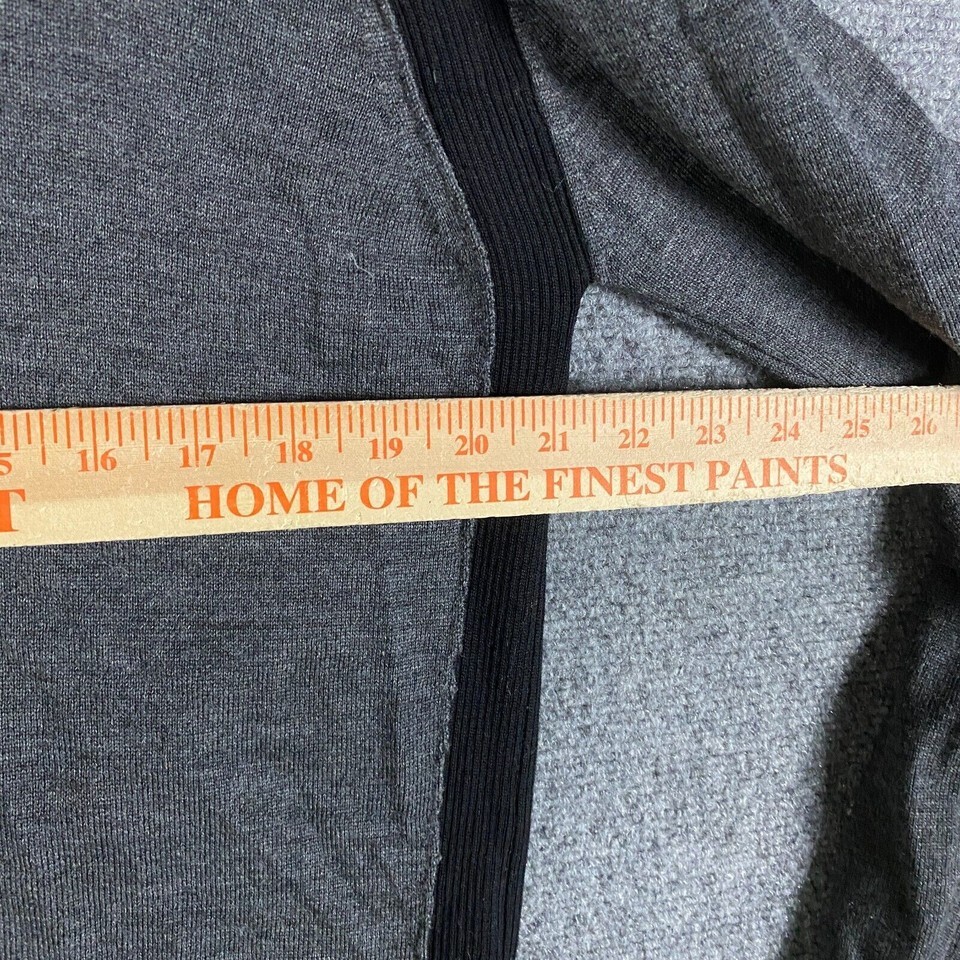 5 16 17 18 19 20 21 22 23 24 25 26
T HOME OF THE FINEST PAINTS